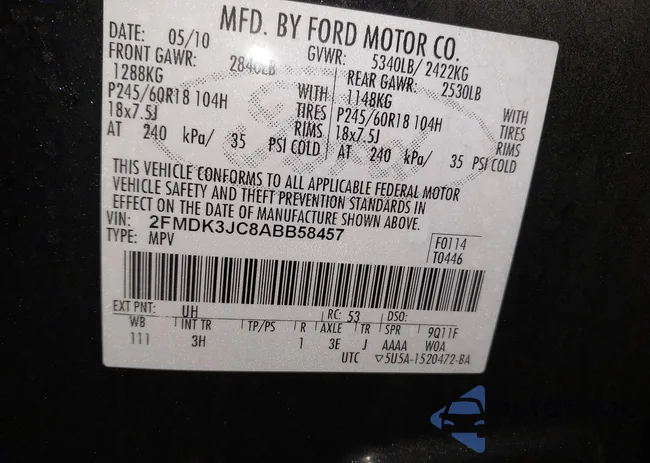 MFD. BY FORD MOTOR CO.
05/10 GVWR: 5340LB/ 2422KG
FRONT GAWR: 2840LB REAR GAWR: 2530LB
1288KG WITH 1148KG WITH
P245/60R18 104H TIRES P245/60R18 104H TIRES
18x7.5J RIMS 18x7.5J RIMS
AT 240 kPa/ 35 PSI COLD AT 240 kPa/ 35 PSI COLD
THIS VEHICLE CONFORMS TO ALL APPLICABLE FEDERAL MOTOR
VEHICLE SAFETY AND THEFT PREVENTION STANDARDS IN
EFFECT ON THE DATE OF MANUFACTURE SHOWN ABOVE.
VIN: 2FMDK3JC8ABB58457
TYPE: MPV
F0114
T0446
EXT PNT: UH RC: 53 DSO:
WB INT TR TP/PS R AXLE TR SPR 9Q11F
111 3H 1 3E J AAAA WOA
UTC ▽5U5A-1520472-BA